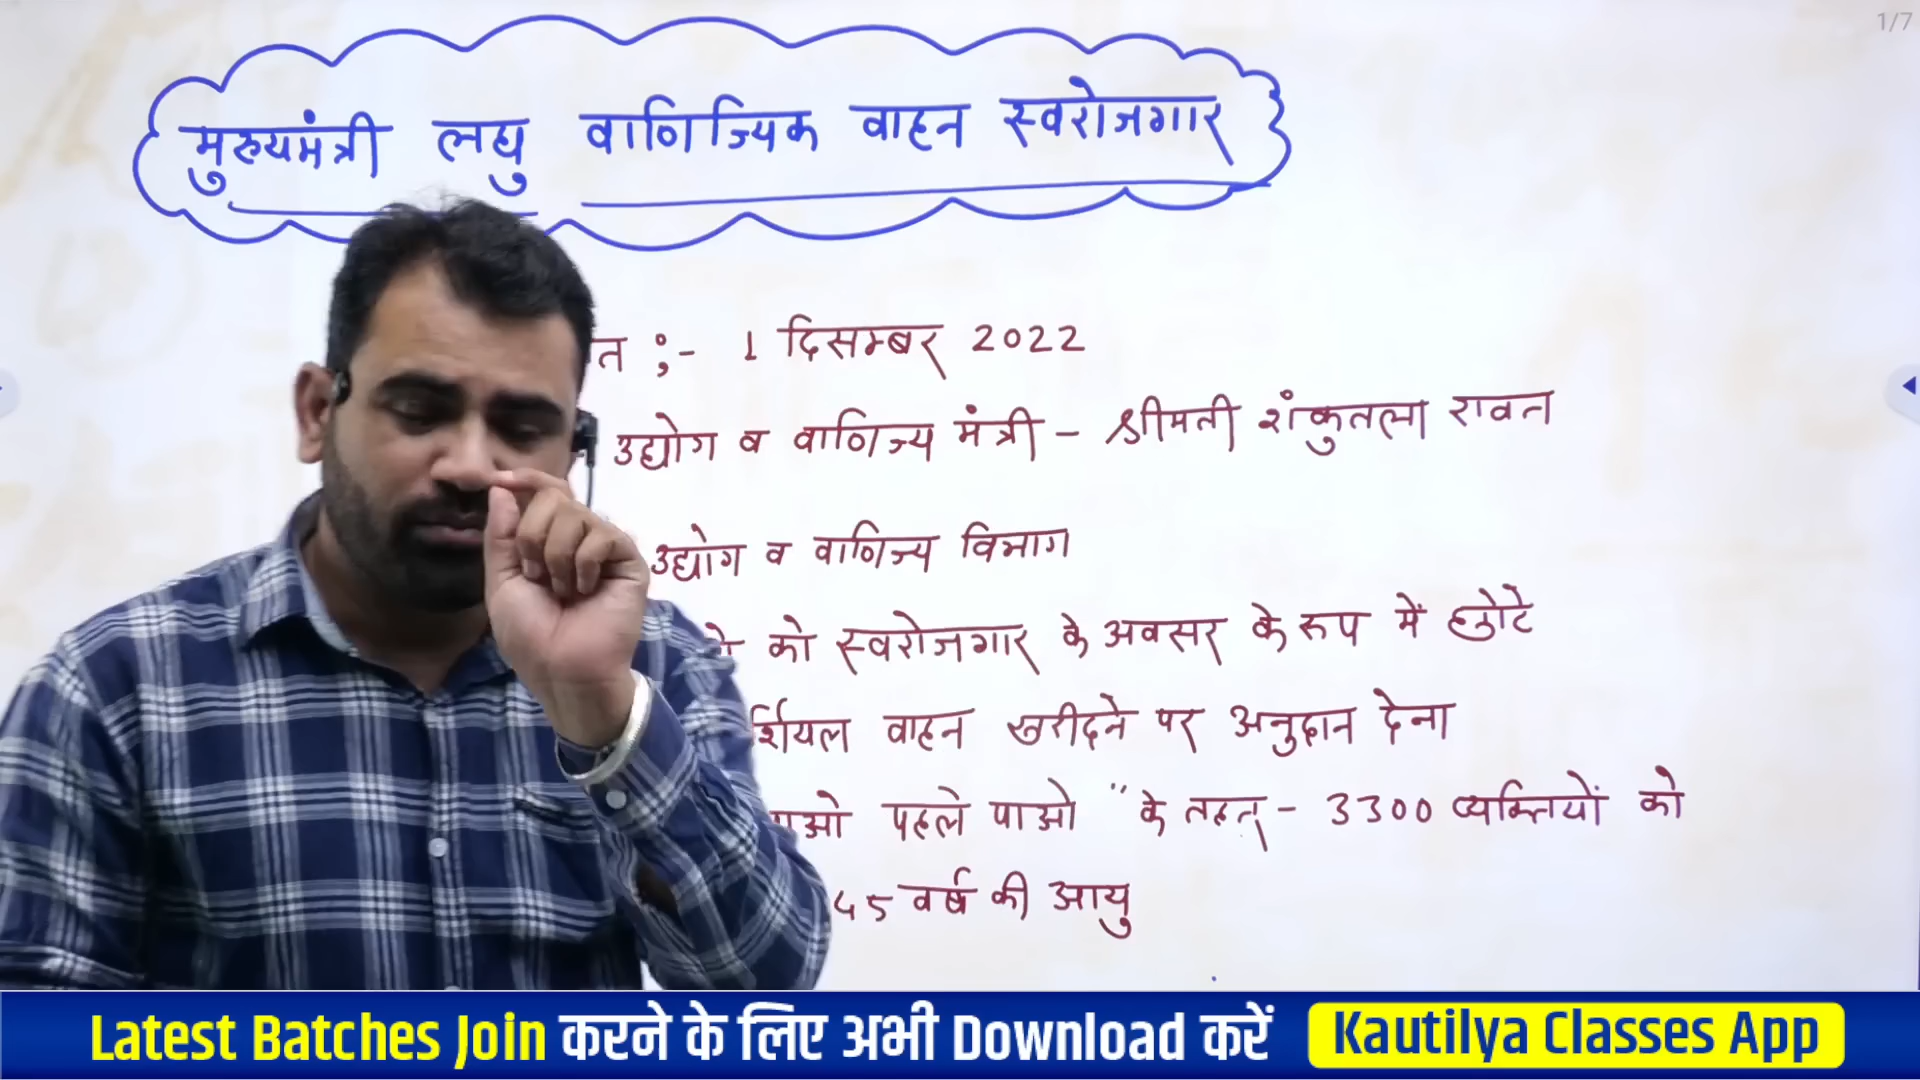 1/7
मुख्यमंत्री लघु वाणिज्यिक वाहन स्वरोजगार
त :- 1 दिसम्बर 2022
उद्योग व वाणिज्य मंत्री - श्रीमती शंकुतला रावत
उद्योग व वाणिज्य विभाग
को स्वरोजगार के अवसर के रूप में छोटे
र्शियल वाहन खरीदने पर अनुदान देना
पहले पाओ " के तहत् - 3300 व्यक्तियों को
45 वर्ष की आयु
Latest Batches Join करने के लिए अभी Download करें Kautilya Classes App